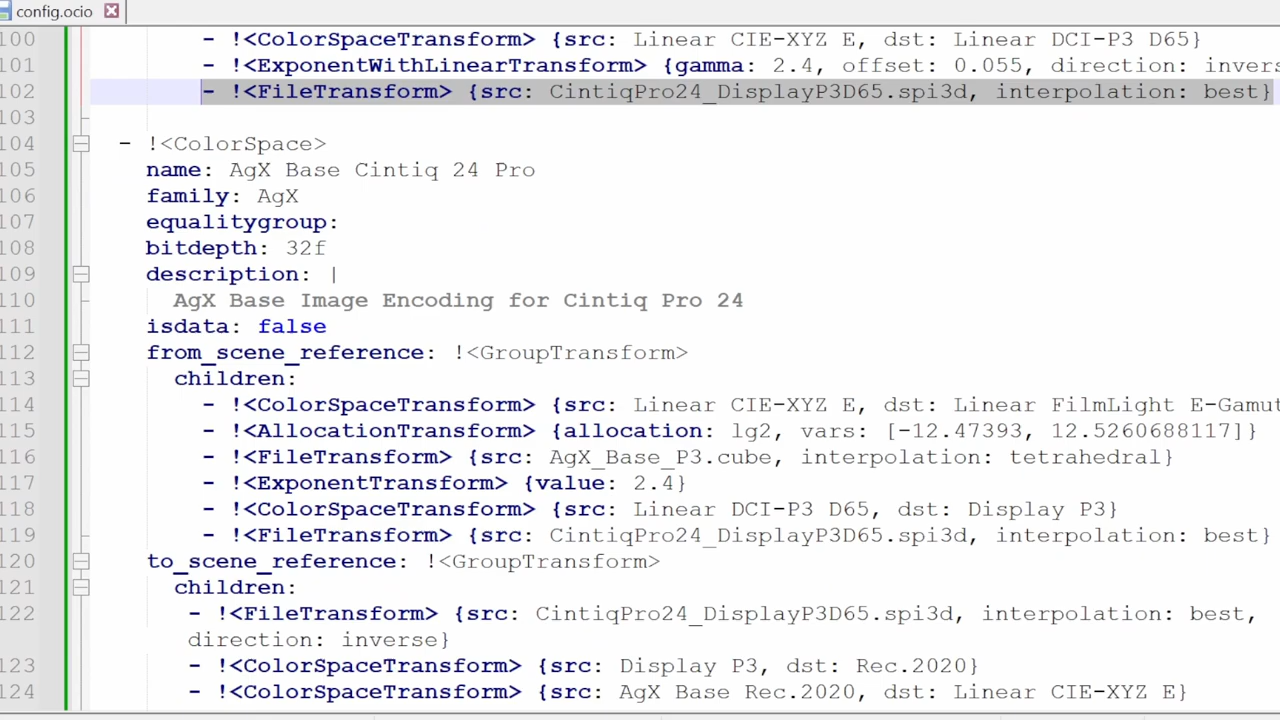 config.ocio
100 - !<ColorSpaceTransform> {src: Linear CIE-XYZ E, dst: Linear DCI-P3 D65}
101 - !<ExponentWithLinearTransform> {gamma: 2.4, offset: 0.055, direction: invers
102 - !<FileTransform> {src: CintiqPro24_DisplayP3D65.spi3d, interpolation: best}
103
104 - !<ColorSpace>
105 name: AgX Base Cintiq 24 Pro
106 family: AgX
107 equalitygroup:
108 bitdepth: 32f
109 description: |
110 AgX Base Image Encoding for Cintiq Pro 24
111 isdata: false
112 from_scene_reference: !<GroupTransform>
113 children:
114 - !<ColorSpaceTransform> {src: Linear CIE-XYZ E, dst: Linear FilmLight E-Gamut
115 - !<AllocationTransform> {allocation: lg2, vars: [-12.47393, 12.5260688117]}
116 - !<FileTransform> {src: AgX_Base_P3.cube, interpolation: tetrahedral}
117 - !<ExponentTransform> {value: 2.4}
118 - !<ColorSpaceTransform> {src: Linear DCI-P3 D65, dst: Display P3}
119 - !<FileTransform> {src: CintiqPro24_DisplayP3D65.spi3d, interpolation: best}
120 to_scene_reference: !<GroupTransform>
121 children:
122 - !<FileTransform> {src: CintiqPro24_DisplayP3D65.spi3d, interpolation: best,
direction: inverse}
123 - !<ColorSpaceTransform> {src: Display P3, dst: Rec.2020}
124 - !<ColorSpaceTransform> {src: AgX Base Rec.2020, dst: Linear CIE-XYZ E}